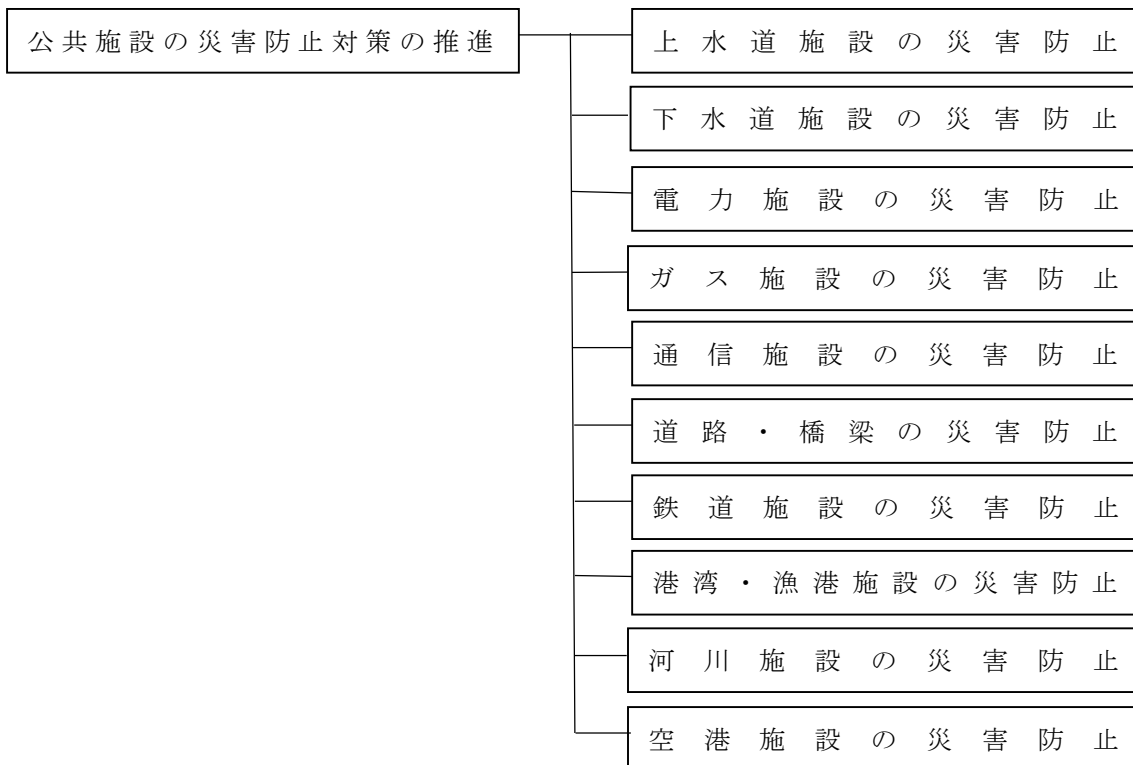 公共施設の災害防止対策の推進
上水道施設の災害防止
下水道施設の災害防止
電力施設の災害防止
ガス施設の災害防止
通信施設の災害防止
道路・橋梁の災害防止
鉄道施設の災害防止
港湾・漁港施設の災害防止
河川施設の災害防止
空港施設の災害防止